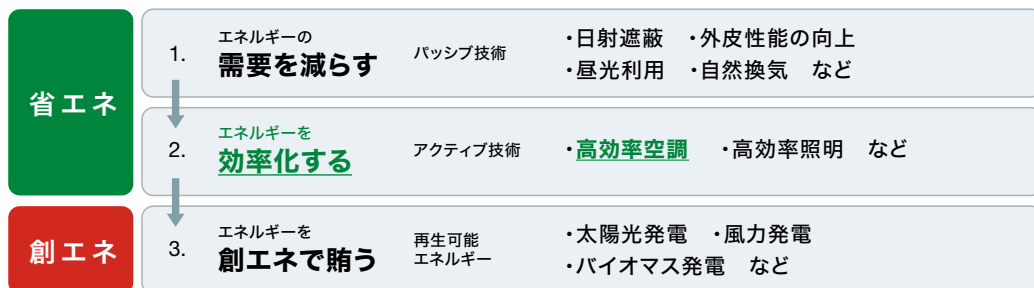 省エネ
1. エネルギーの
需要を減らす
パッシブ技術
・日射遮蔽 ・外皮性能の向上
・昼光利用 ・自然換気 など
2. エネルギーを
効率化する
アクティブ技術
・高効率空調 ・高効率照明 など
創エネ
3. エネルギーを
創エネで賄う
再生可能
エネルギー
・太陽光発電 ・風力発電
・バイオマス発電 など